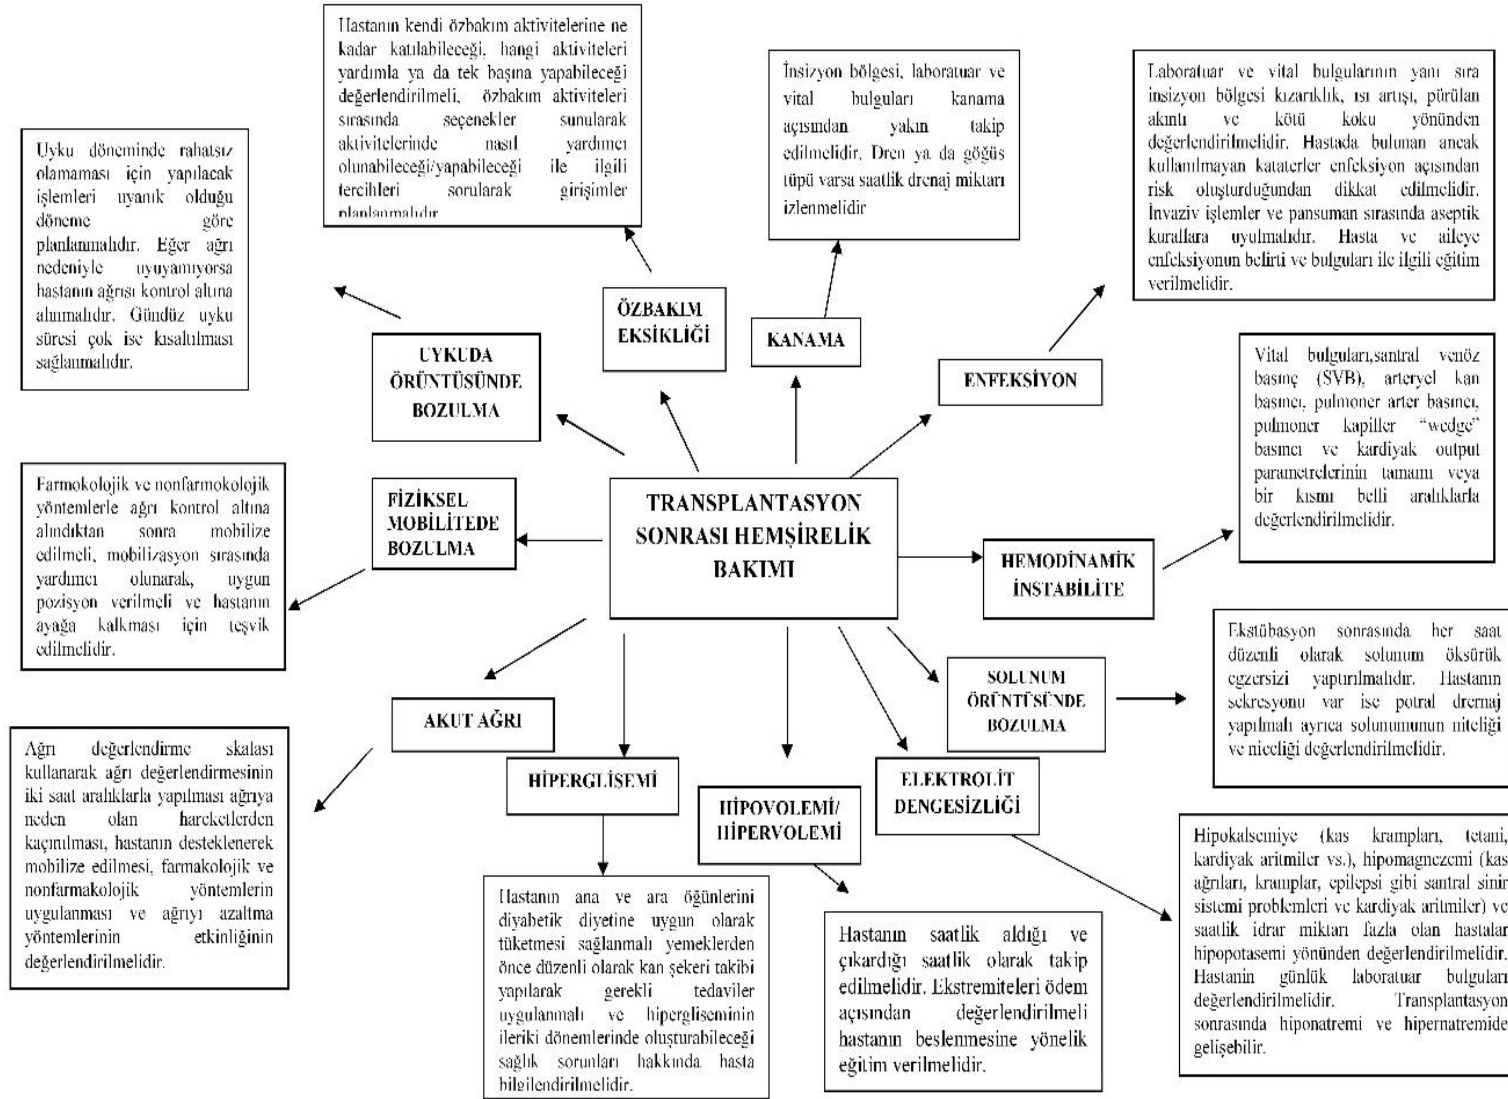 Hastanın kendi özbakım aktivitelerine ne
kadar katılabileceği, hangi aktiviteleri
yardımla ya da tek başına yapabileceği
değerlendirilmeli, özbakım aktiviteleri
sırasında seçenekler sunularak
aktivitelerinde nasıl yardımcı
olunabileceği/yapabileceği ile ilgili
tercihleri sorularak girişimler
planlanmalıdır
İnsizyon bölgesi, laboratuar ve
vital bulguları kanama
açısından yakın takip
edilmelidir. Dren ya da göğüs
tüpü varsa saatlik drenaj miktarı
izlenmelidir
Laboratuar ve vital bulgularının yanı sıra
insizyon bölgesi kızarıklık, ısı artışı, pürülan
akıntı ve kötü koku yönünden
değerlendirilmelidir. Hastada bulunan ancak
kullanılmayan kataterler enfeksiyon açısından
risk oluşturduğundan dikkat edilmelidir.
İnvaziv işlemler ve pansuman sırasında aseptik
kurallara uyulmalıdır. Hasta ve aileye
enfeksiyonun belirti ve bulguları ile ilgili eğitim
verilmelidir.
Uyku döneminde rahatsız
olamaması için yapılacak
işlemleri uyanık olduğu
döneme göre
planlanmalıdır. Eğer ağrı
nedeniyle uyuyamıyorsa
hastanın ağrısı kontrol altına
alınmalıdır. Gündüz uyku
süresi çok ise kısaltılması
sağlanmalıdır.
UYKUDA
ÖRÜNTÜSÜNDE
BOZULMA
ÖZBAKIM
EKSİKLİĞİ
KANAMA
ENFEKSİYON
Vital bulguları,santral venöz
basınç (SVB), arteryel kan
basıncı, pulmoner arter basıncı,
pulmoner kapiller “wedge”
basıncı ve kardiyak output
parametrelerinin tamamı veya
bir kısmı belli aralıklarla
değerlendirilmelidir.
Farmokolojik ve nonfarmokolojik
yöntemlerle ağrı kontrol altına
alındıktan sonra mobilize
edilmeli, mobilizasyon sırasında
yardımcı olunarak, uygun
pozisyon verilmeli ve hastanın
ayağa kalkması için teşvik
edilmelidir.
FİZİKSEL
MOBİLİTEDE
BOZULMA
TRANSPLANTASYON
SONRASI HEMŞİRELİK
BAKIMI
HEMODİNAMİK
İNSTABİLİTE
Ekstübasyon sonrasında her saat
düzenli olarak solunum öksürük
egzersizi yaptırılmalıdır. Hastanın
sekresyonu var ise potral drernaj
yapılmalı ayrıca solunumunun niteliği
ve niceliği değerlendirilmelidir.
SOLUNUM
ÖRÜNTÜSÜNDE
BOZULMA
AKUT AĞRI
Ağrı değerlendirme skalası
kullanarak ağrı değerlendirmesinin
iki saat aralıklarla yapılması ağrıya
neden olan hareketlerden
kaçınılması, hastanın desteklenerek
mobilize edilmesi, farmakolojik ve
nonfarmakolojik yöntemlerin
uygulanması ve ağrıyı azaltma
yöntemlerinin etkinliğinin
değerlendirilmelidir.
HİPERGLİSEMİ
HİPOVOLEMİ/
HİPERVOLEMİ
ELEKTROLİT
DENGESİZLİĞİ
Hastanın ana ve ara öğünlerini
diyabetik diyetine uygun olarak
tüketmesi sağlanmalı yemeklerden
önce düzenli olarak kan şekeri takibi
yapılarak gerekli tedaviler
uygulanmalı ve hipergliseminin
ileriki dönemlerinde oluşturabileceği
sağlık sorunları hakkında hasta
bilgilendirilmelidir.
Hastanın saatlik aldığı ve
çıkardığı saatlik olarak takip
edilmelidir. Ekstremiteleri ödem
açısından değerlendirilmeli
hastanın beslenmesine yönelik
eğitim verilmelidir.
Hipokalsemiye (kas krampları, tetani,
kardiyak aritmiler vs.), hipomagnezemi (kas
ağrıları, kramplar, epilepsi gibi santral sinir
sistemi problemleri ve kardiyak aritmiler) ve
saatlik idrar miktarı fazla olan hastalar
hipopotasemi yönünden değerlendirilmelidir.
Hastanin günlük laboratuar bulguları
değerlendirilmelidir. Transplantasyon
sonrasında hiponatremi ve hipernatremide
gelişebilir.